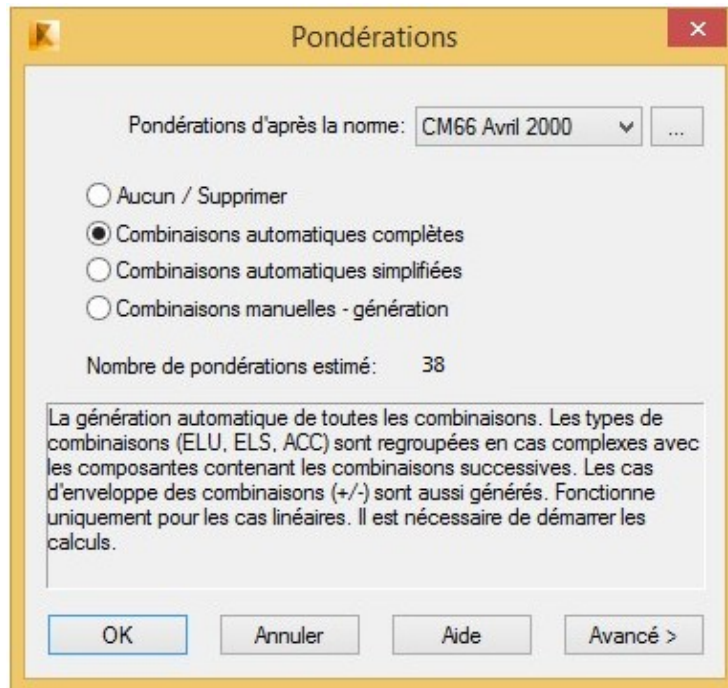 Pondérations
Pondérations d'après la norme: CM66 Avril 2000 ...
Aucun / Supprimer
Combinaisons automatiques complètes
Combinaisons automatiques simplifiées
Combinaisons manuelles - génération
Nombre de pondérations estimé: 38
La génération automatique de toutes les combinaisons. Les types de
combinaisons (ELU, ELS, ACC) sont regroupées en cas complexes avec
les composantes contenant les combinaisons successives. Les cas
d'enveloppe des combinaisons (+/-) sont aussi générés. Fonctionne
uniquement pour les cas linéaires. Il est nécessaire de démarrer les
calculs.
OK Annuler Aide Avancé >